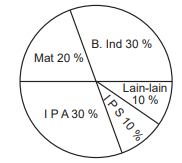 B. Ind 30 %
Mat 20 %
Lain-lain
10 %
I P A 30 %
I P S 10 %